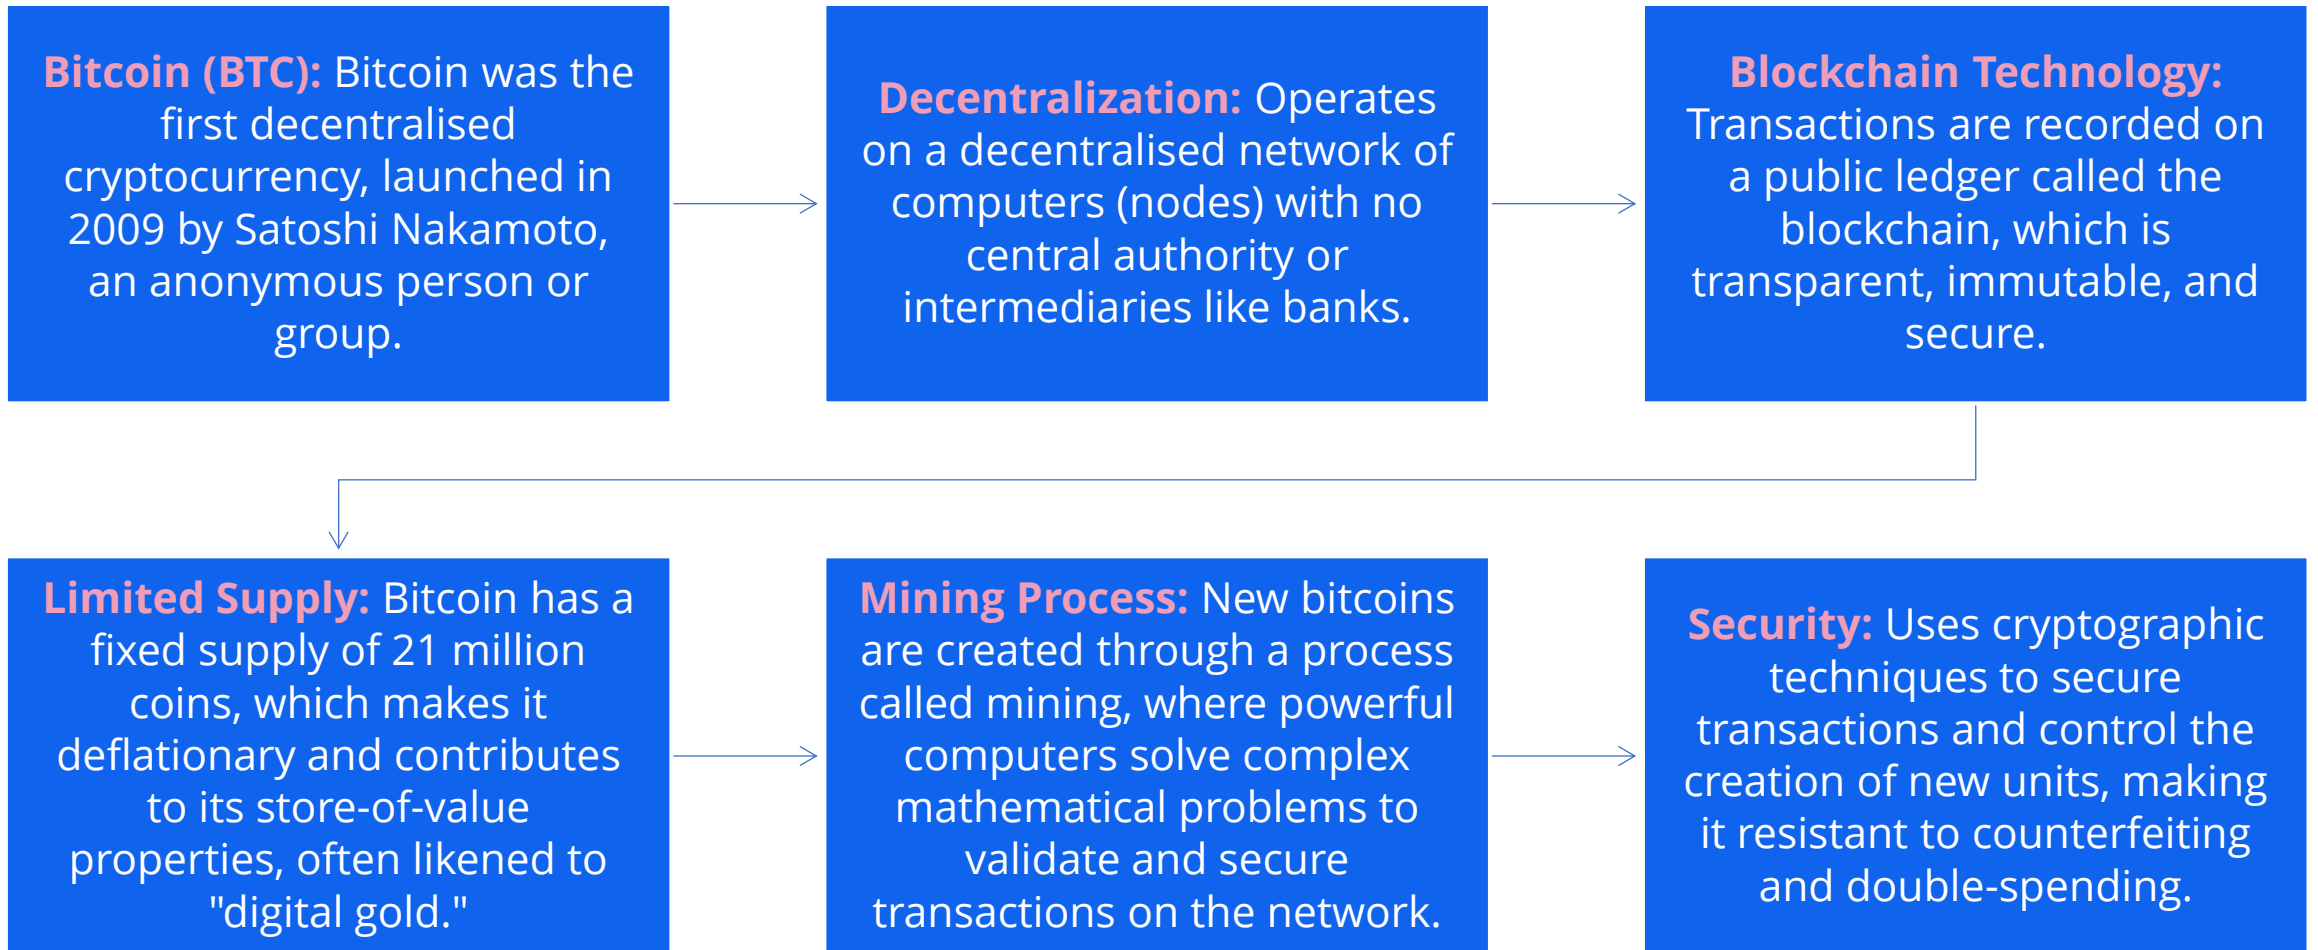 Bitcoin (BTC): Bitcoin was the
first decentralised
cryptocurrency, launched in
2009 by Satoshi Nakamoto,
an anonymous person or
group.
Decentralization: Operates
on a decentralised network of
computers (nodes) with no
central authority or
intermediaries like banks.
Blockchain Technology:
Transactions are recorded on
a public ledger called the
blockchain, which is
transparent, immutable, and
secure.
Limited Supply: Bitcoin has a
fixed supply of 21 million
coins, which makes it
deflationary and contributes
to its store-of-value
properties, often likened to
"digital gold."
Mining Process: New bitcoins
are created through a process
called mining, where powerful
computers solve complex
mathematical problems to
validate and secure
transactions on the network.
Security: Uses cryptographic
techniques to secure
transactions and control the
creation of new units, making
it resistant to counterfeiting
and double-spending.